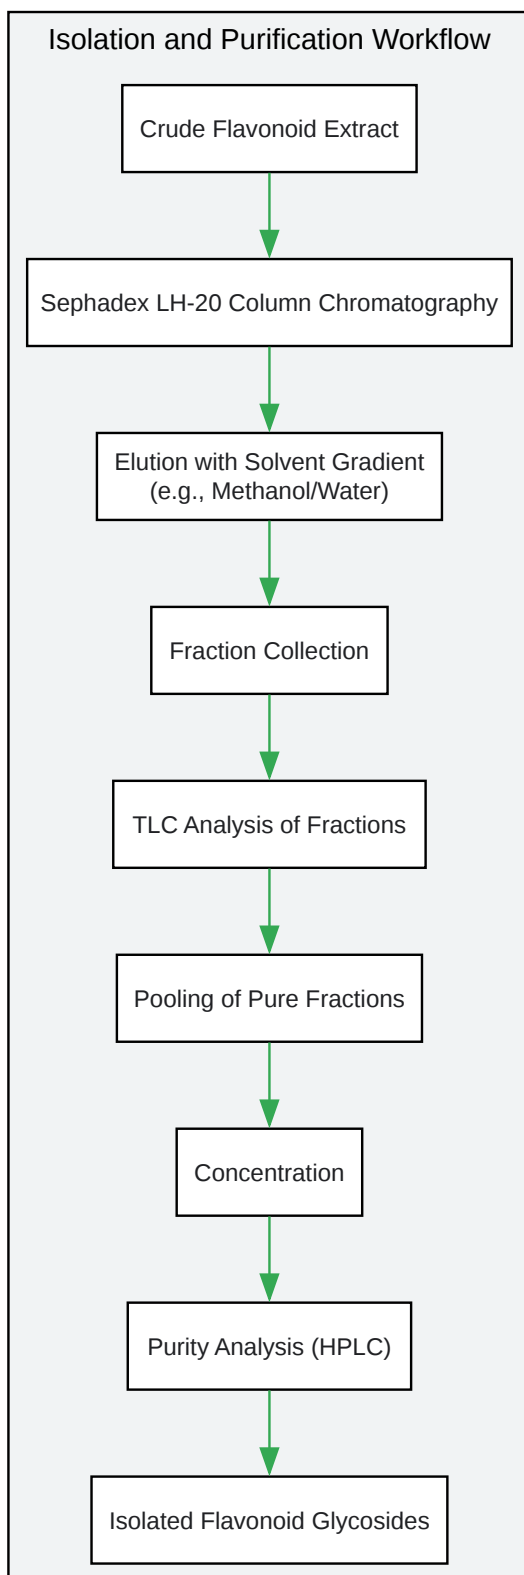 Isolation and Purification Workflow
Crude Flavonoid Extract
Sephadex LH-20 Column Chromatography
Elution with Solvent Gradient
(e.g., Methanol/Water)
Fraction Collection
TLC Analysis of Fractions
Pooling of Pure Fractions
Concentration
Purity Analysis (HPLC)
Isolated Flavonoid Glycosides